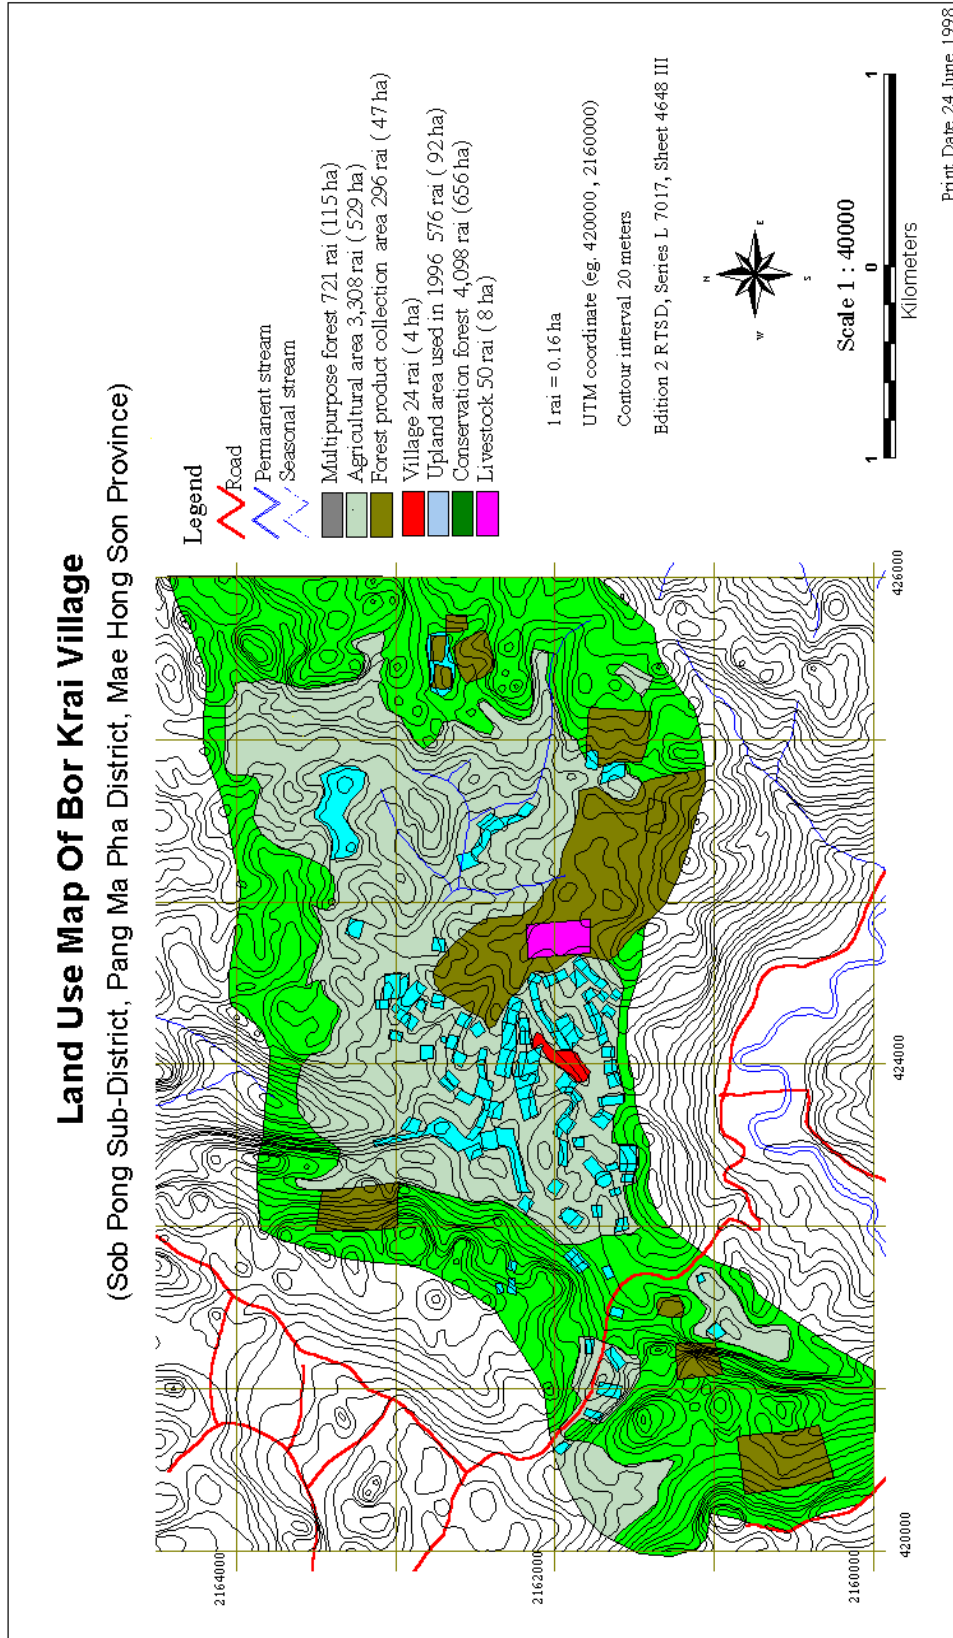 Land Use Map Of Bor Krai Village
(Sob Pong Sub-District, Pang Ma Pha District, Mae Hong Son Province)
Legend
Road
Permanent stream
Seasonal stream
Multipurpose forest 721 rai (115 ha)
Agricultural area 3,308 rai ( 529 ha)
Forest product collection area 296 rai ( 47 ha)
Village 24 rai ( 4 ha)
Upland area used in 1996 576 rai ( 92 ha)
Conservation forest 4,098 rai (656 ha)
Livestock 50 rai ( 8 ha)
1 rai = 0.16 ha
UTM coordinate (eg. 420000 , 2160000)
Contour interval 20 meters
Edition 2 RTSD, Series L 7017, Sheet 4648 III
N
W
E
S
Scale 1 : 40000
1 0 1
Kilometers
Print Date 24 June 1998
2164000
2162000
2160000
420000
424000
426000